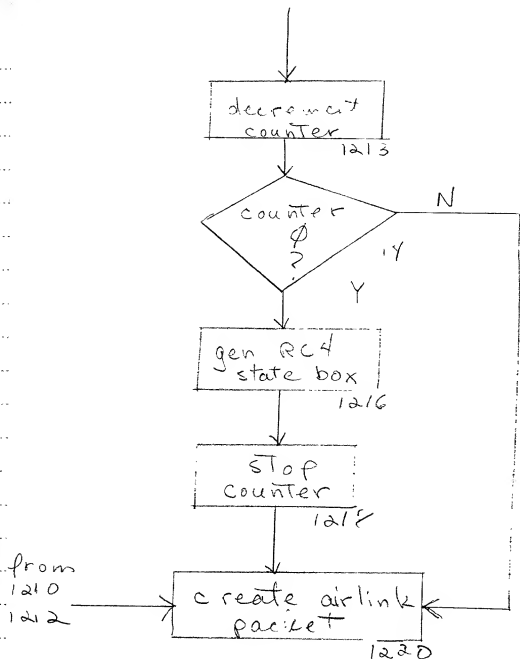 decrement
counter
1213
counter
Ø
?
N
14
Y
gen RC4
state box
1216
stop
counter
1218
from
1210
1212
create airlink
packet
1220